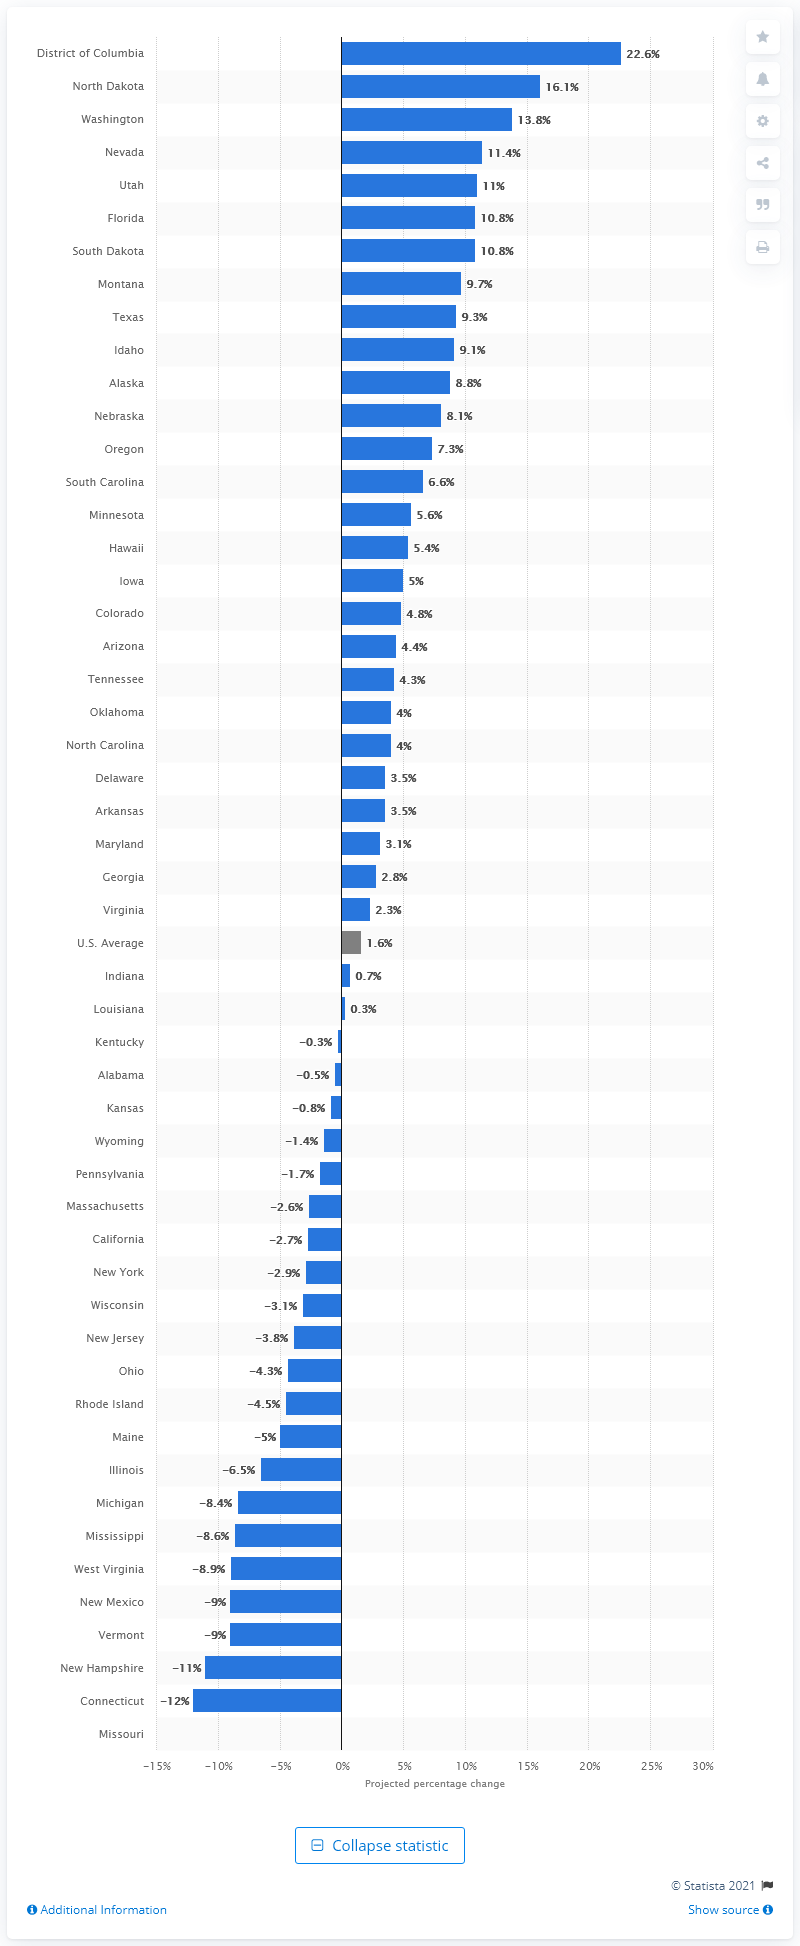 District of Columbia 22.6%
North Dakota 16.1%
Washington 13.8%
Nevada 11.4%
Utah 11%
Florida 10.8%
South Dakota 10.8%
Montana 9.7%
Texas 9.3%
Idaho 9.1%
Alaska 8.8%
Nebraska 8.1%
Oregon 7.3%
South Carolina 6.6%
Minnesota 5.6%
Hawaii 5.4%
Iowa 5%
Colorado 4.8%
Arizona 4.4%
Tennessee 4.3%
Oklahoma 4%
North Carolina 4%
Delaware 3.5%
Arkansas 3.5%
Maryland 3.1%
Georgia 2.8%
Virginia 2.3%
U.S. Average 1.6%
Indiana 0.7%
Louisiana 0.3%
Kentucky −0.3%
Alabama −0.5%
Kansas −0.8%
Wyoming −1.4%
Pennsylvania −1.7%
Massachusetts −2.6%
California −2.7%
New York −2.9%
Wisconsin −3.1%
New Jersey −3.8%
Ohio −4.3%
Rhode Island −4.5%
Maine −5%
Illinois −6.5%
Michigan −8.4%
Mississippi −8.6%
West Virginia −8.9%
New Mexico −9%
Vermont −9%
New Hampshire −11%
Connecticut −12%
Missouri
−15% −10% −5% 0% 5% 10% 15% 20% 25% 30%
Projected percentage change
Collapse statistic
© Statista 2021
Additional Information Show source